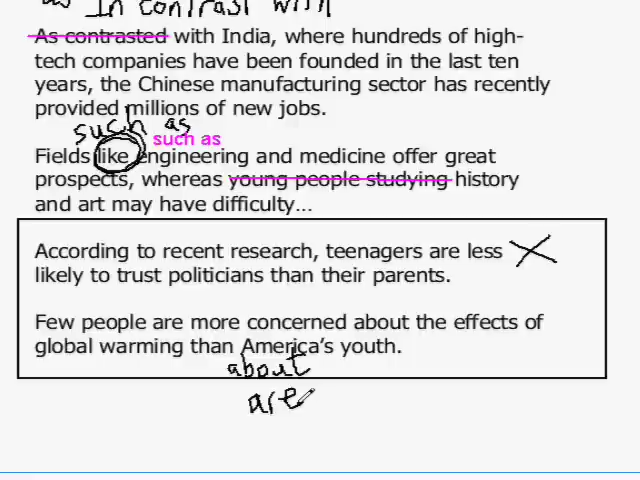 as In contrast with
As contrasted with India, where hundreds of high-
tech companies have been founded in the last ten
years, the Chinese manufacturing sector has recently
provided millions of new jobs.
such as
such as
Fields like engineering and medicine offer great
prospects, whereas young people studying history
and art may have difficulty...
According to recent research, teenagers are less
likely to trust politicians than their parents.
Few people are more concerned about the effects of
global warming than America's youth.
about
are